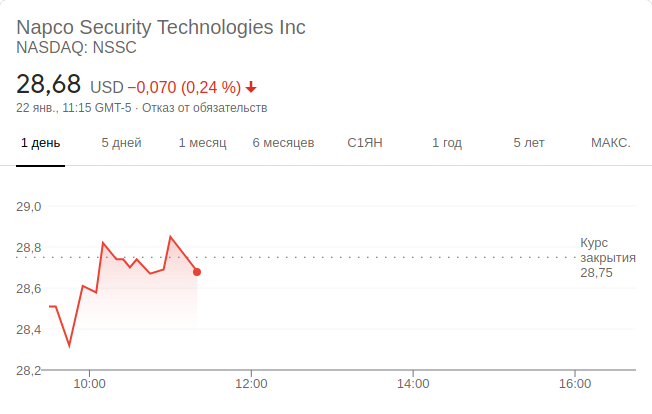 Napco Security Technologies Inc
NASDAQ: NSSC
28,68 USD −0,070 (0,24 %)
22 янв., 11:15 GMT-5 · Отказ от обязательств
1 день 5 дней 1 месяц 6 месяцев С1ЯН 1 год 5 лет МАКС.
29,0
28,8
28,6
28,4
28,2
Курс
закрытия
28,75
10:00 12:00 14:00 16:00